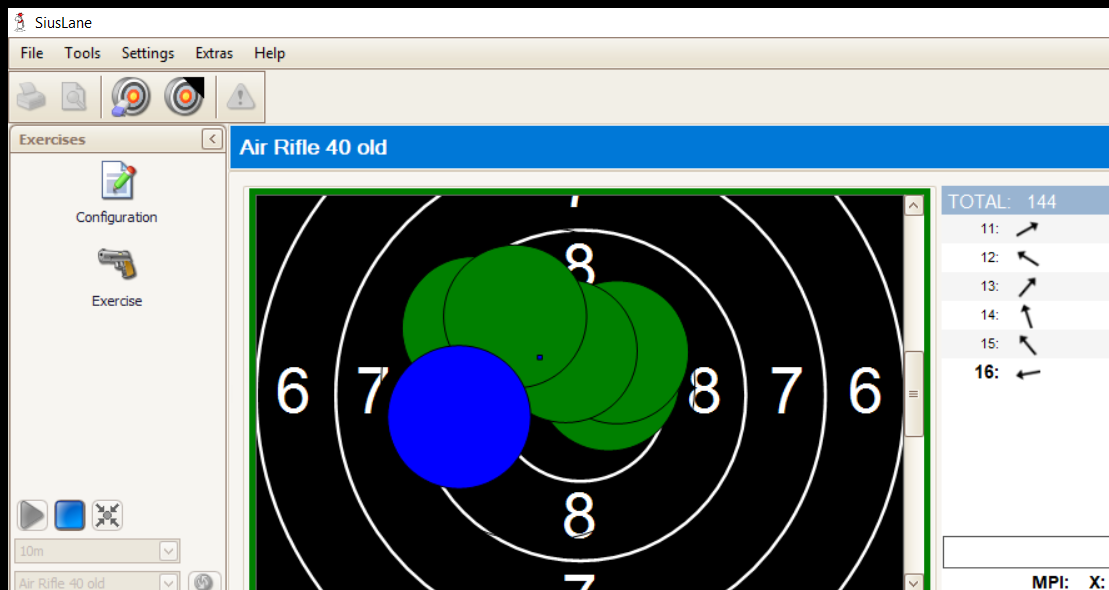 SiusLane
File Tools Settings Extras Help
Exercises
Air Rifle 40 old
Configuration
Exercise
TOTAL: 144
11:
12:
13:
14:
15:
16:
7
8
6 7 8 7 6
8
7
10m
Air Rifle 40 old
MPI: X: